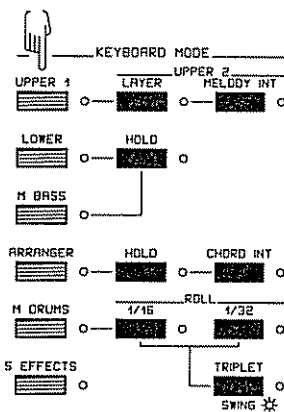 KEYBOARD MODE
UPPER 2
UPPER 1 LAYER MELODY INT
LOWER HOLD
M BASS
ARRANGER HOLD CHORD INT
ROLL
M DRUMS 1/16 1/32
S EFFECTS TRIPLET
SWING